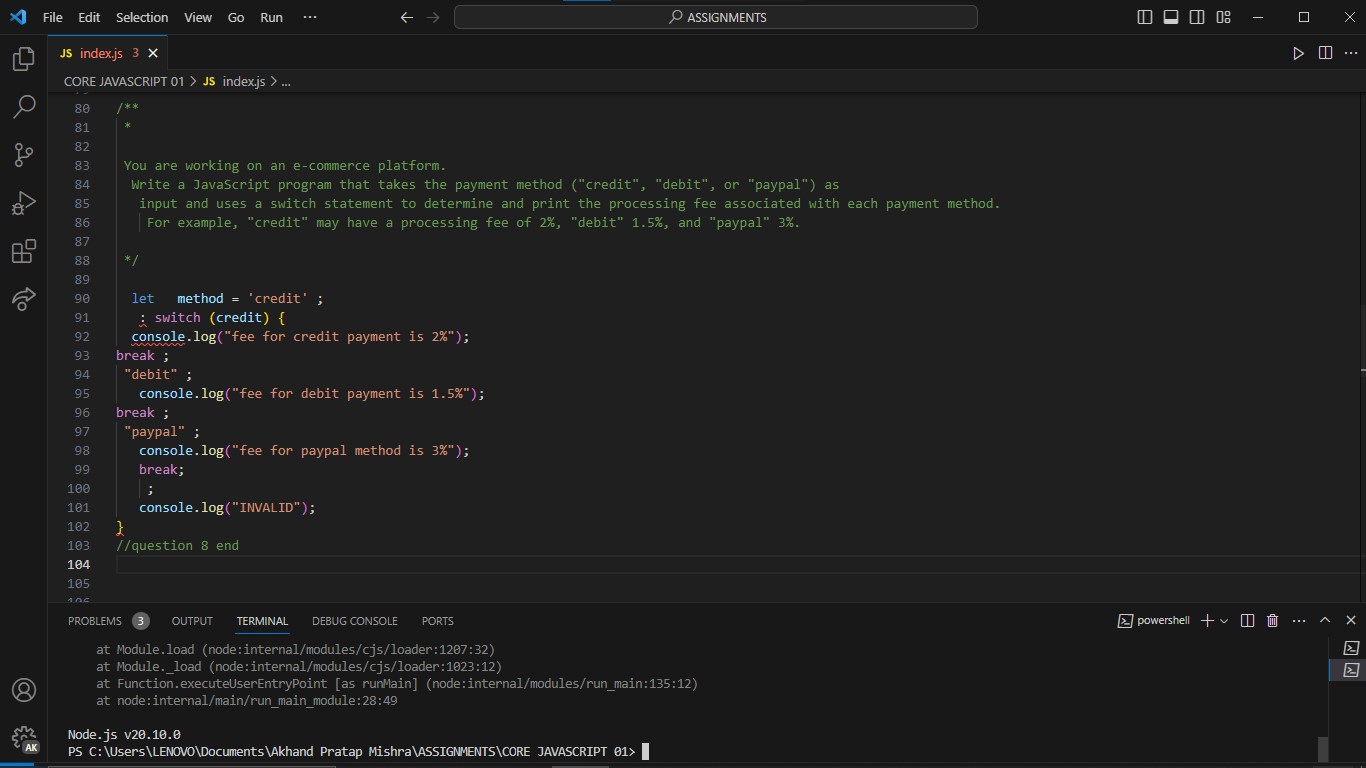 File Edit Selection View Go Run ··· ASSIGNMENTS
JS index.js 3
CORE JAVASCRIPT 01 > JS index.js > ...
80 /**
81 *
82
83 You are working on an e-commerce platform.
84 Write a JavaScript program that takes the payment method ("credit", "debit", or "paypal") as
85 input and uses a switch statement to determine and print the processing fee associated with each payment method.
86 For example, "credit" may have a processing fee of 2%, "debit" 1.5%, and "paypal" 3%.
87
88 */
89
90 let method = 'credit' ;
91 : switch (credit) {
92 console.log("fee for credit payment is 2%");
93 break ;
94 "debit" ;
95 console.log("fee for debit payment is 1.5%");
96 break ;
97 "paypal" ;
98 console.log("fee for paypal method is 3%");
99 break;
100 ;
101 console.log("INVALID");
102 }
103 //question 8 end
104
105
PROBLEMS 3 OUTPUT TERMINAL DEBUG CONSOLE PORTS powershell
at Module.load (node:internal/modules/cjs/loader:1207:32)
at Module._load (node:internal/modules/cjs/loader:1023:12)
at Function.executeUserEntryPoint [as runMain] (node:internal/modules/run_main:135:12)
at node:internal/main/run_main_module:28:49
Node.js v20.10.0
PS C:\Users\LENOVO\Documents\Akhand Pratap Mishra\ASSIGNMENTS\CORE JAVASCRIPT 01>
AK